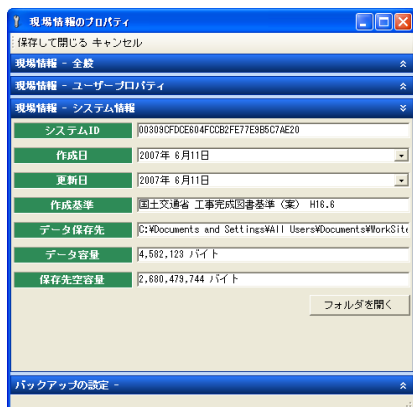 現場情報のプロパティ
保存して閉じる キャンセル
現場情報 - 全般
現場情報 - ユーザープロパティ
現場情報 - システム情報
システムID 00309CFDCE604FCCB2FE77E9B5C7AE20
作成日 2007年 6月11日
更新日 2007年 6月11日
作成基準 国土交通省 工事完成図書基準（案） H16.6
データ保存先 C:¥Documents and Settings¥All Users¥Documents¥WorkSite
データ容量 4,582,123 バイト
保存先空容量 2,680,479,744 バイト
フォルダを開く
バックアップの設定 -